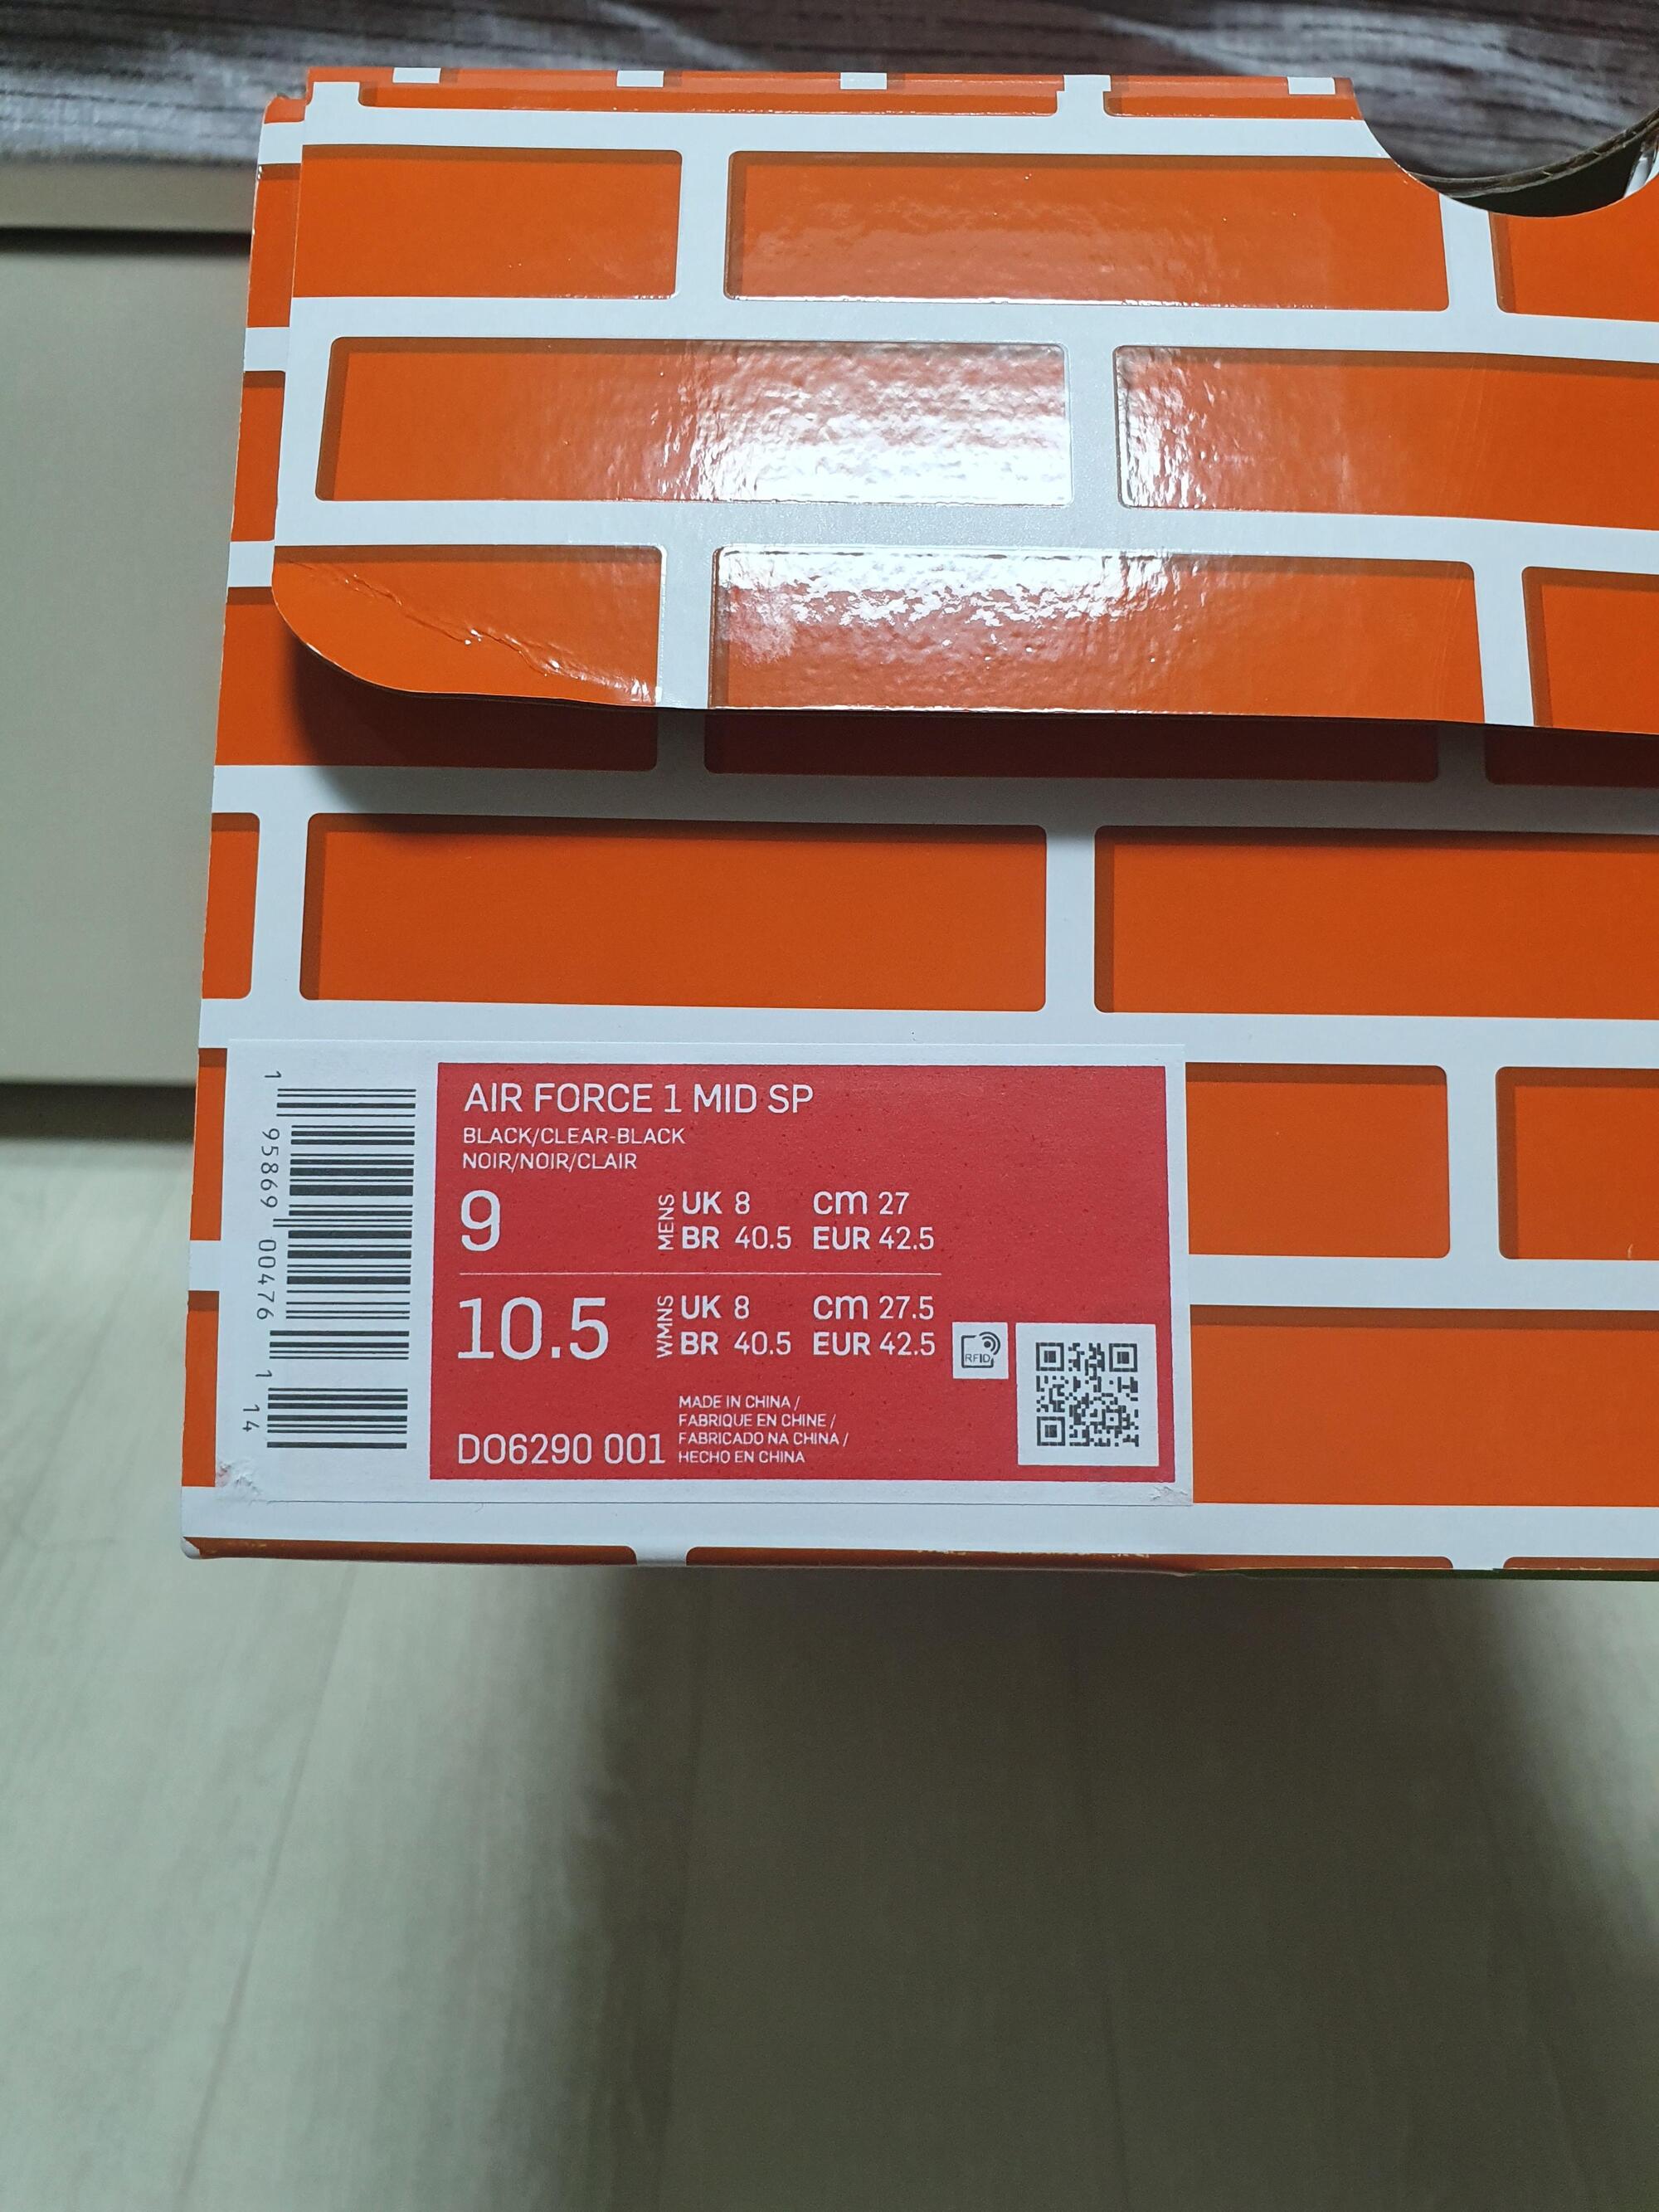 AIR FORCE 1 MID SP
BLACK/CLEAR-BLACK
NOIR/NOIR/CLAIR
9 MENS UK 8 cm 27
BR 40.5 EUR 42.5
10.5 WMNS UK 8 cm 27.5
BR 40.5 EUR 42.5
RFID
MADE IN CHINA /
FABRIQUE EN CHINE /
FABRICADO NA CHINA /
HECHO EN CHINA
DO6290 001
1 95869 00476 1 14